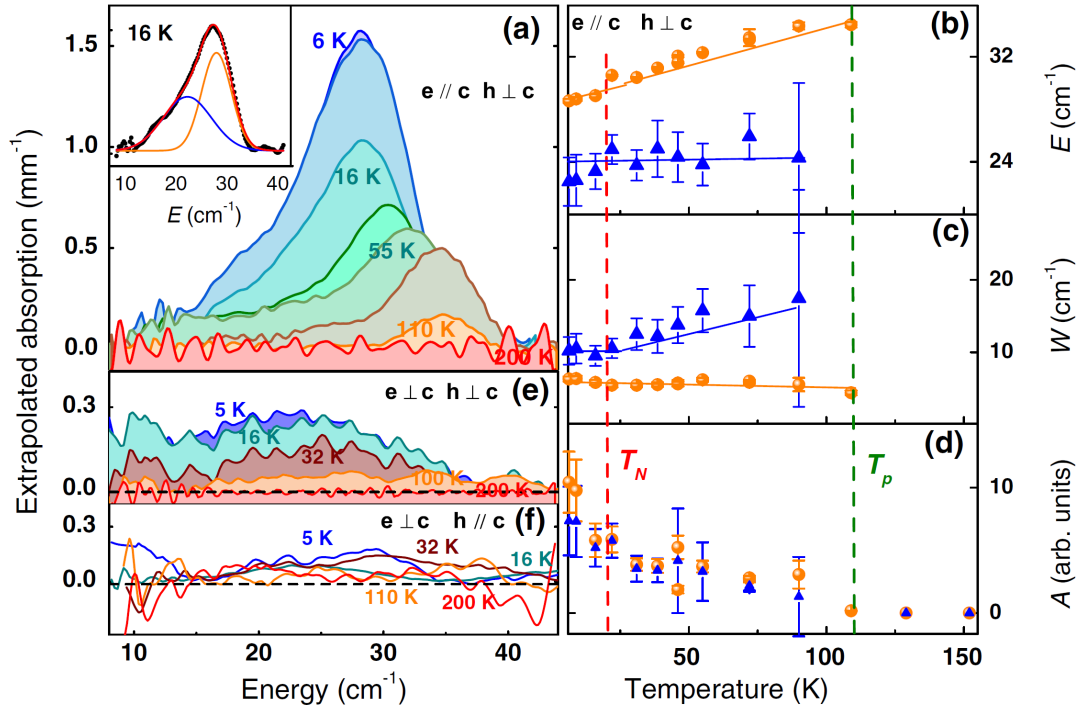 (a)
16 K
6 K
e // c h ⊥ c
16 K
55 K
110 K
200 K
1.5
1.0
0.5
0.0
10 20 30 40
E (cm⁻¹)
Extrapolated absorption (mm⁻¹)
(e)
e ⊥ c h ⊥ c
5 K
16 K
32 K
100 K
200 K
0.3
0.0
(f)
e ⊥ c h // c
5 K
32 K
16 K
110 K
200 K
0.3
0.0
10 20 30 40
Energy (cm⁻¹)
e // c h ⊥ c
(b)
32
24
E (cm⁻¹)
(c)
20
10
W (cm⁻¹)
(d)
T_N
T_p
10
0
A (arb. units)
50 100 150
Temperature (K)